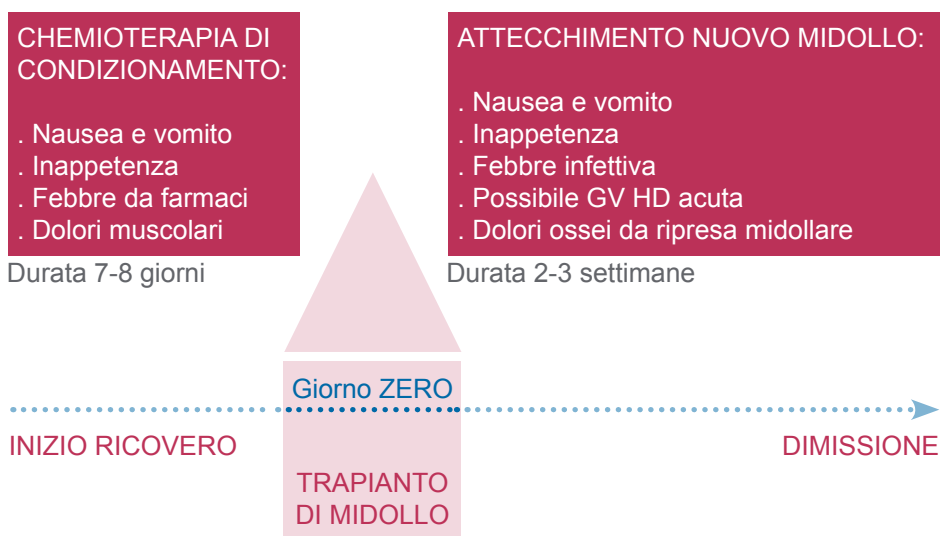 CHEMIOTERAPIA DI
CONDIZIONAMENTO:
. Nausea e vomito
. Inappetenza
. Febbre da farmaci
. Dolori muscolari
Durata 7-8 giorni
ATTECCHIMENTO NUOVO MIDOLLO:
. Nausea e vomito
. Inappetenza
. Febbre infettiva
. Possibile GV HD acuta
. Dolori ossei da ripresa midollare
Durata 2-3 settimane
Giorno ZERO
INIZIO RICOVERO
DIMISSIONE
TRAPIANTO
DI MIDOLLO